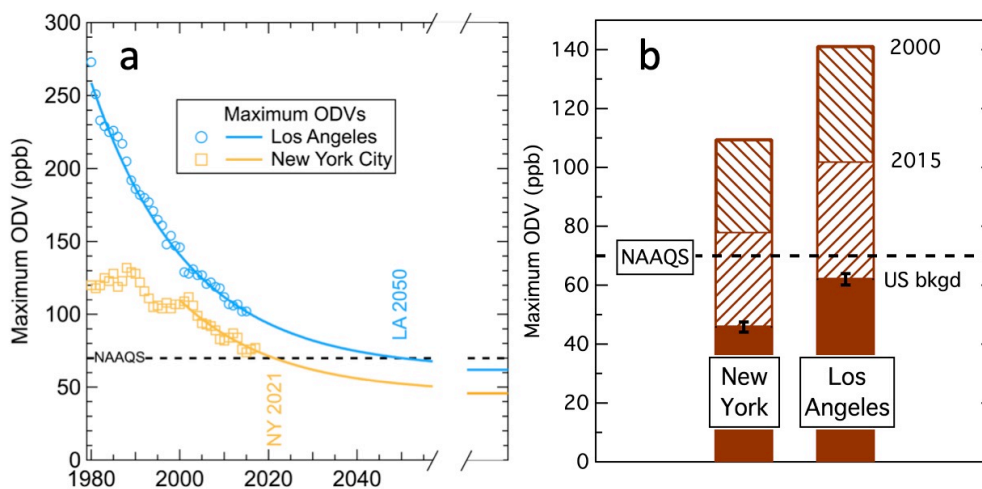 a
Maximum ODV (ppb)
300
250
200
150
100
50
0
1980
2000
2020
2040
Maximum ODVs
Los Angeles
New York City
NAAQS
LA 2050
NY 2021
b
Maximum ODV (ppb)
140
120
100
80
60
40
20
0
2000
2015
NAAQS
US bkgd
New
York
Los
Angeles